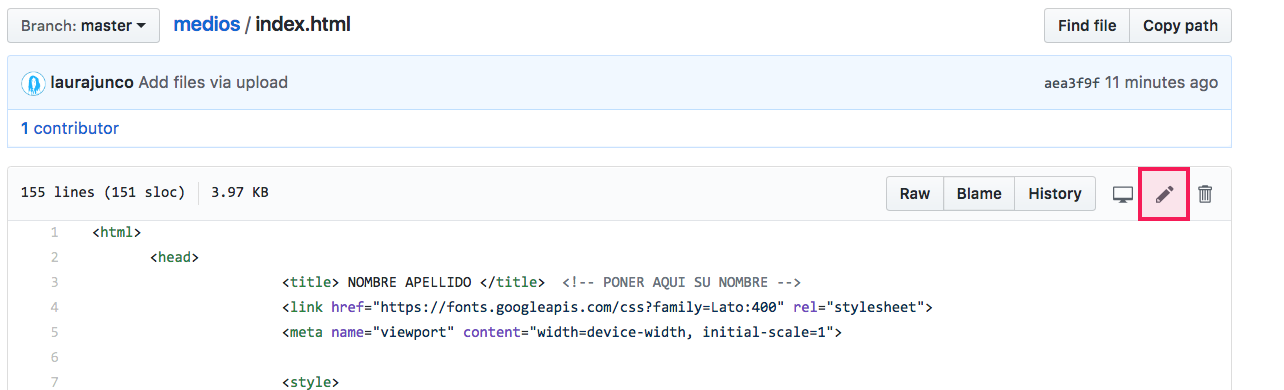 Branch: master medios / index.html Find file Copy path
laurajunco Add files via upload aea3f9f 11 minutes ago
1 contributor
155 lines (151 sloc) 3.97 KB Raw Blame History
1 <html>
2 <head>
3 <title> NOMBRE APELLIDO </title> <!-- PONER AQUI SU NOMBRE -->
4 <link href="https://fonts.googleapis.com/css?family=Lato:400" rel="stylesheet">
5 <meta name="viewport" content="width=device-width, initial-scale=1">
6
7 <style>